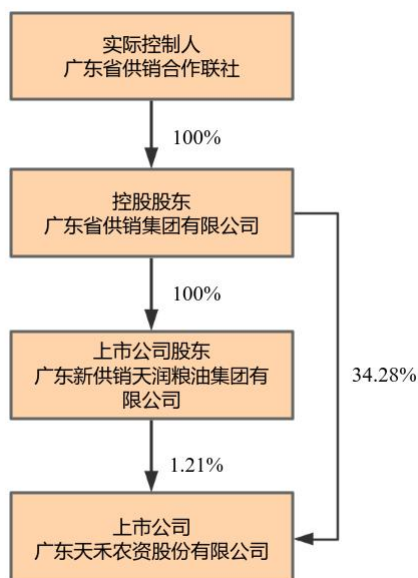 实际控制人
广东省供销合作联社
100%
控股股东
广东省供销集团有限公司
100%
上市公司股东
广东新供销天润粮油集团有
限公司
34.28%
1.21%
上市公司
广东天禾农资股份有限公司